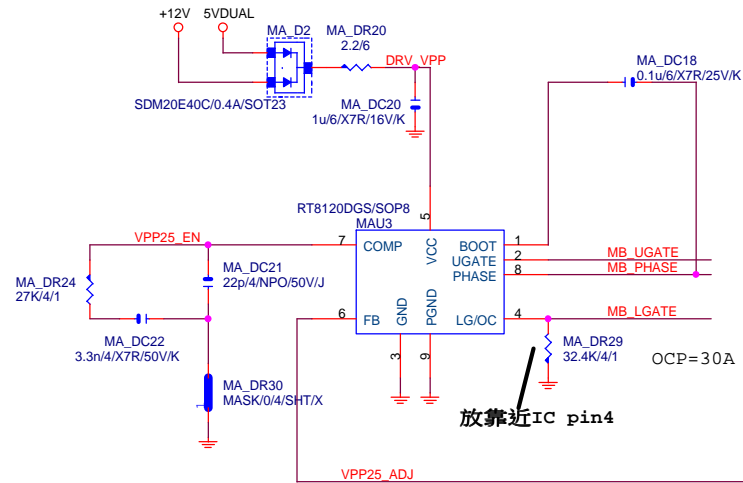 +12V
5VDUAL
MA_D2
MA_DR20
2.2/6
DRV_VPP
SDM20E40C/0.4A/SOT23
MA_DC20
1u/6/X7R/16V/K
MA_DC18
0.1u/6/X7R/25V/K
RT8120DGS/SOP8
MAU3
5
VCC
VPP25_EN
7
COMP
BOOT
1
UGATE
2
MB_UGATE
PHASE
8
MB_PHASE
MA_DR24
27K/4/1
MA_DC21
22p/4/NPO/50V/J
MA_DC22
3.3n/4/X7R/50V/K
6
FB
GND
PGND
LG/OC
4
MB_LGATE
3
9
MA_DR29
32.4K/4/1
OCP=30A
MA_DR30
MASK/0/4/SHT/X
1
放靠近IC pin4
VPP25_ADJ